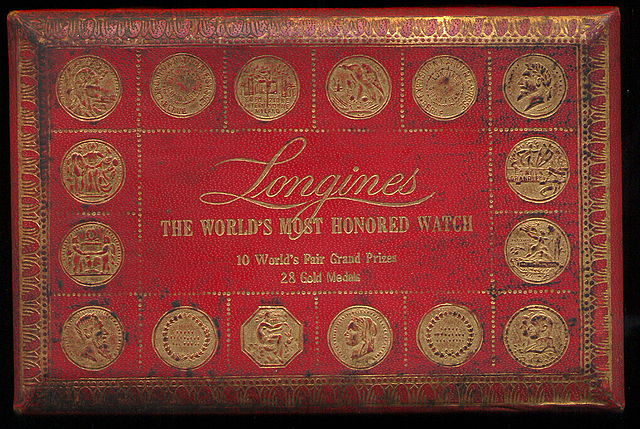 Longines
THE WORLD'S MOST HONORED WATCH
10 World's Fair Grand Prizes
28 Gold Medals